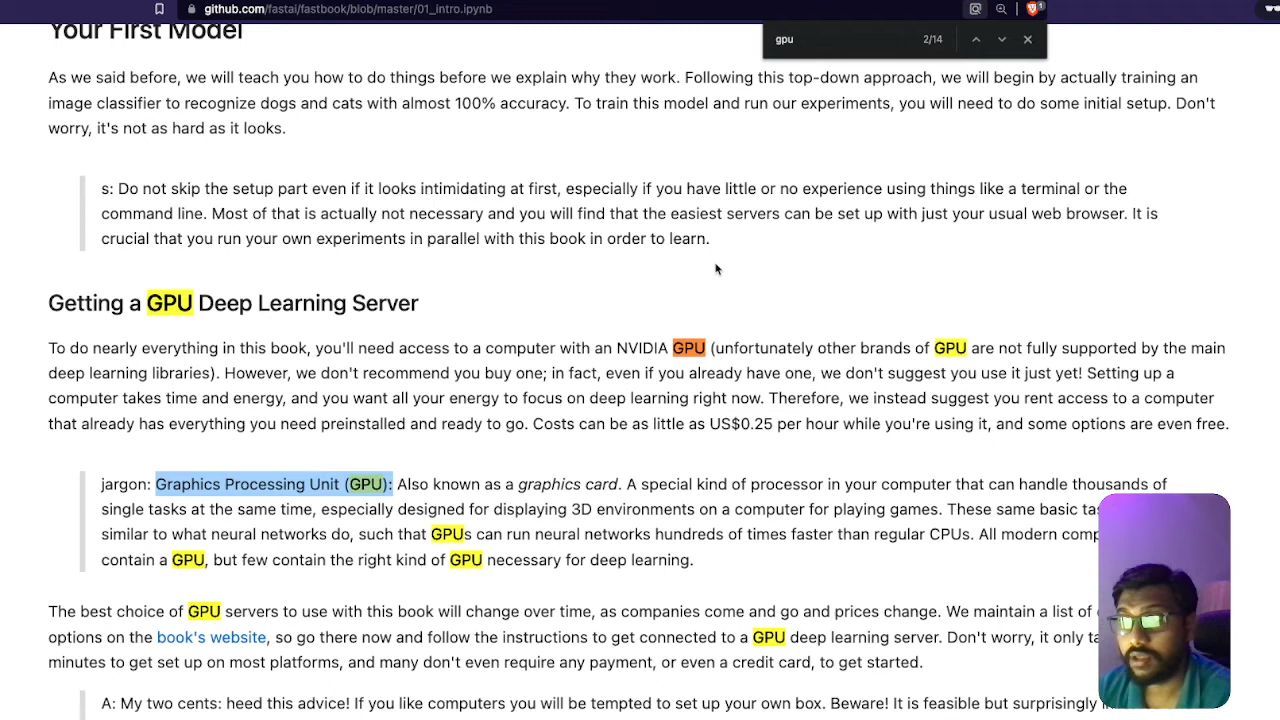 github.com/fastai/fastbook/blob/master/01_intro.ipynb
1
gpu
2/14
Your First Model
As we said before, we will teach you how to do things before we explain why they work. Following this top-down approach, we will begin by actually training an
image classifier to recognize dogs and cats with almost 100% accuracy. To train this model and run our experiments, you will need to do some initial setup. Don't
worry, it's not as hard as it looks.
s: Do not skip the setup part even if it looks intimidating at first, especially if you have little or no experience using things like a terminal or the
command line. Most of that is actually not necessary and you will find that the easiest servers can be set up with just your usual web browser. It is
crucial that you run your own experiments in parallel with this book in order to learn.
Getting a GPU Deep Learning Server
To do nearly everything in this book, you'll need access to a computer with an NVIDIA GPU (unfortunately other brands of GPU are not fully supported by the main
deep learning libraries). However, we don't recommend you buy one; in fact, even if you already have one, we don't suggest you use it just yet! Setting up a
computer takes time and energy, and you want all your energy to focus on deep learning right now. Therefore, we instead suggest you rent access to a computer
that already has everything you need preinstalled and ready to go. Costs can be as little as US$0.25 per hour while you're using it, and some options are even free.
jargon: Graphics Processing Unit (GPU): Also known as a graphics card. A special kind of processor in your computer that can handle thousands of
single tasks at the same time, especially designed for displaying 3D environments on a computer for playing games. These same basic
similar to what neural networks do, such that GPUs can run neural networks hundreds of times faster than regular CPUs. All modern
contain a GPU, but few contain the right kind of GPU necessary for deep learning.
The best choice of GPU servers to use with this book will change over time, as companies come and go and prices change. We maintain a list of
options on the book's website, so go there now and follow the instructions to get connected to a GPU deep learning server. Don't worry, it only
minutes to get set up on most platforms, and many don't even require any payment, or even a credit card, to get started.
A: My two cents: heed this advice! If you like computers you will be tempted to set up your own box. Beware! It is feasible but surprisingly